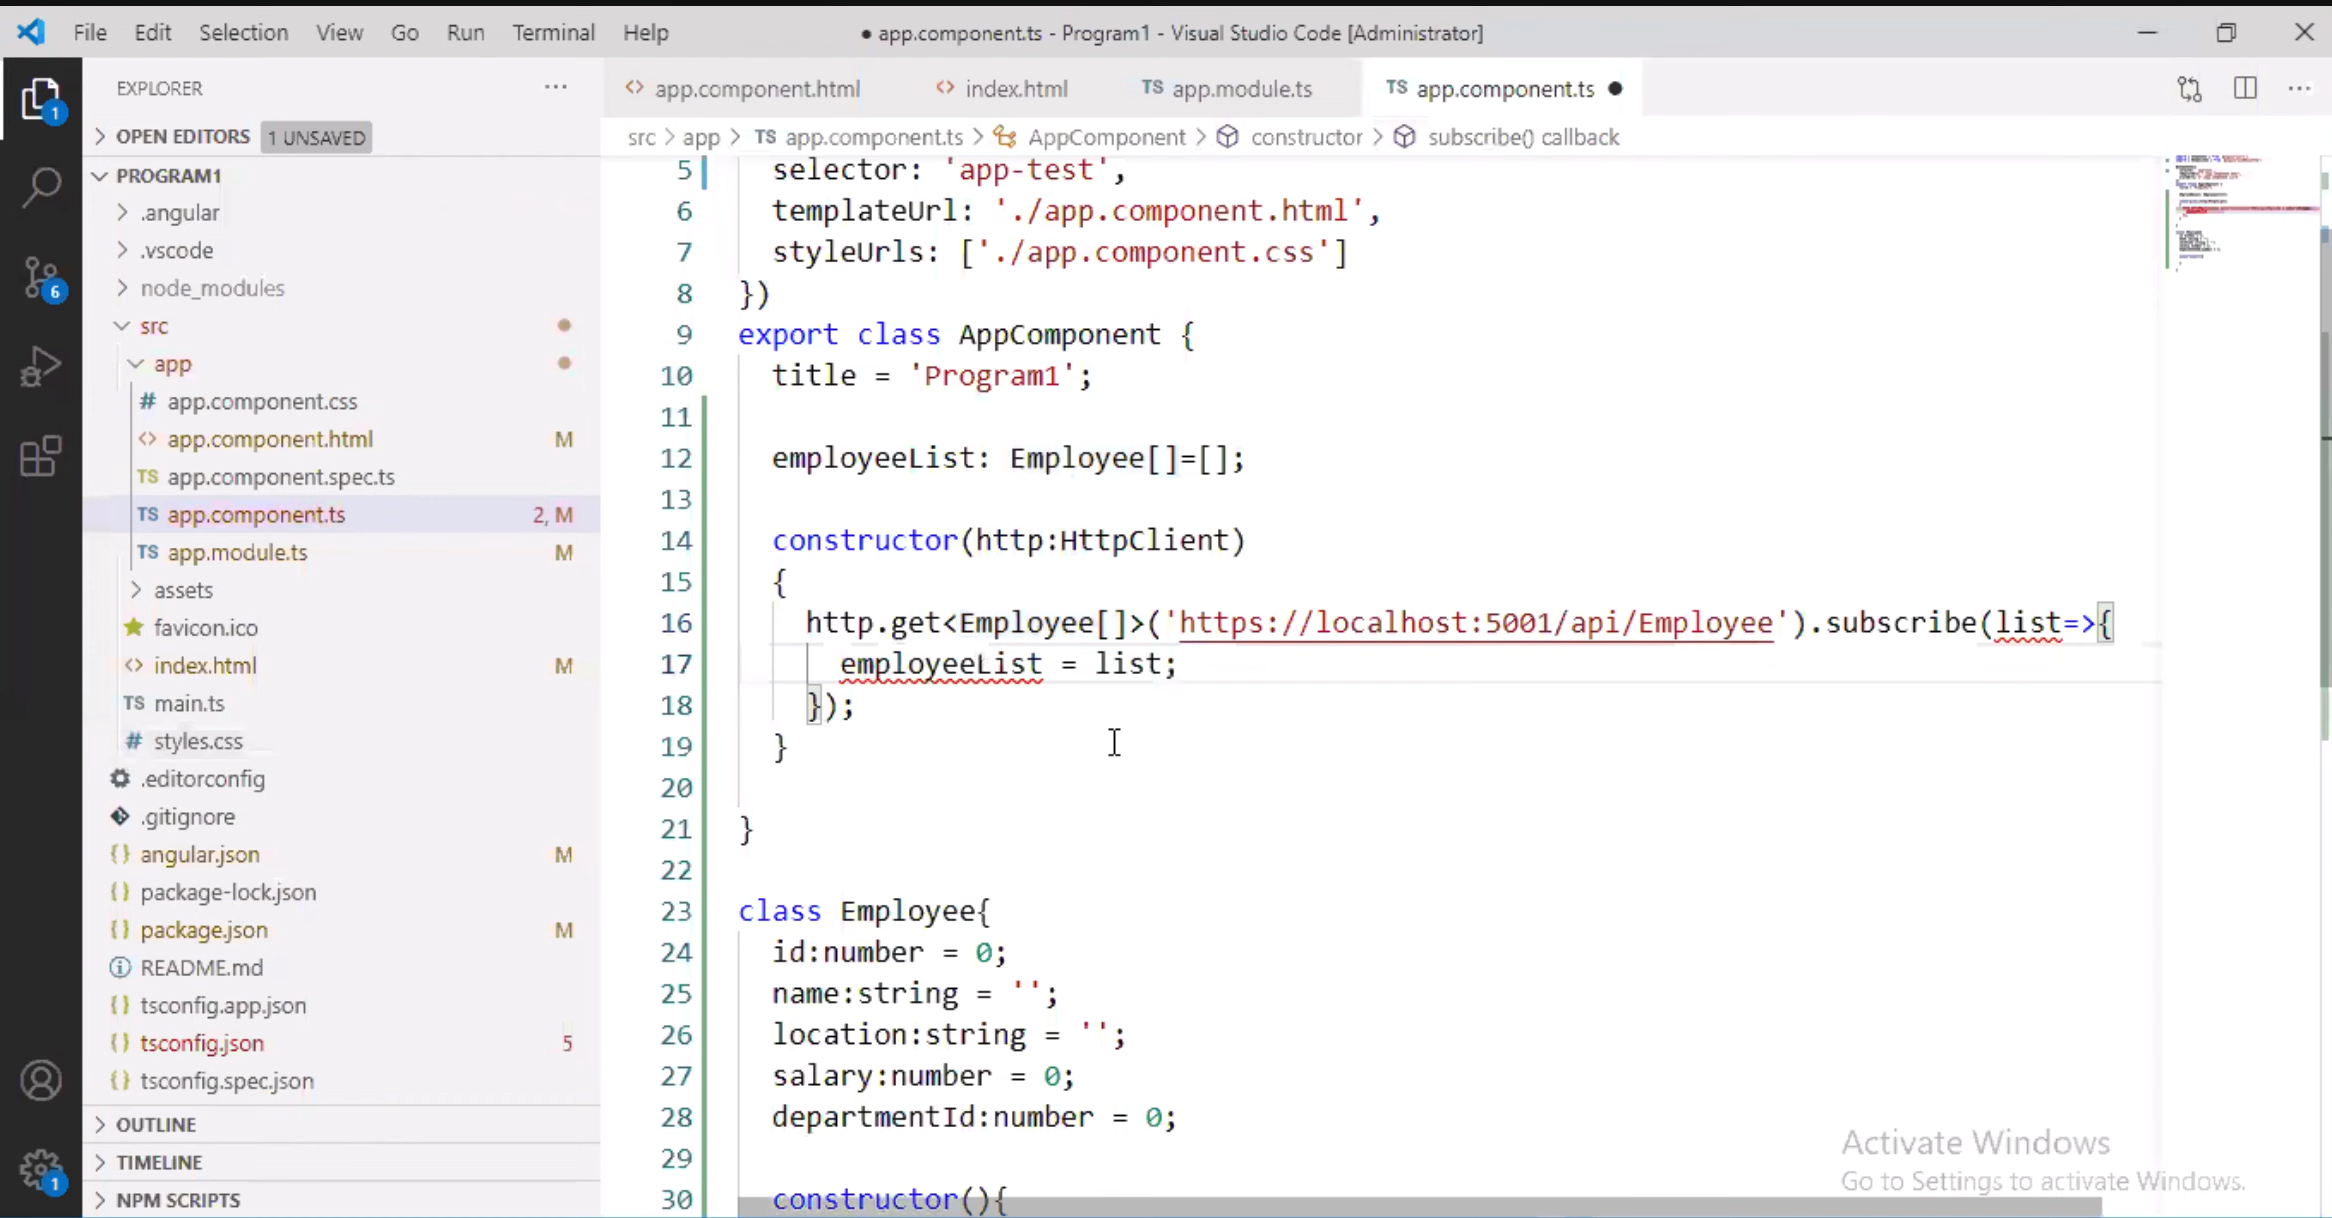 File Edit Selection View Go Run Terminal Help
● app.component.ts - Program1 - Visual Studio Code [Administrator]
EXPLORER
OPEN EDITORS 1 UNSAVED
PROGRAM1
.angular
.vscode
node_modules
src
app
# app.component.css
<> app.component.html M
TS app.component.spec.ts
TS app.component.ts 2, M
TS app.module.ts M
assets
favicon.ico
<> index.html M
TS main.ts
# styles.css
.editorconfig
.gitignore
{} angular.json M
{} package-lock.json
{} package.json M
README.md
{} tsconfig.app.json
{} tsconfig.json 5
{} tsconfig.spec.json
OUTLINE
TIMELINE
NPM SCRIPTS
1
6
1
<> app.component.html <> index.html TS app.module.ts TS app.component.ts ●
src > app > TS app.component.ts > AppComponent > constructor > subscribe() callback
5 selector: 'app-test',
6 templateUrl: './app.component.html',
7 styleUrls: ['./app.component.css']
8 })
9 export class AppComponent {
10 title = 'Program1';
11
12 employeeList: Employee[]=[];
13
14 constructor(http:HttpClient)
15 {
16 http.get<Employee[]>('https://localhost:5001/api/Employee').subscribe(list=>{
17 employeeList = list;
18 });
19 }
20
21 }
22
23 class Employee{
24 id:number = 0;
25 name:string = '';
26 location:string = '';
27 salary:number = 0;
28 departmentId:number = 0;
29
30 constructor(){
Activate Windows
Go to Settings to activate Windows.